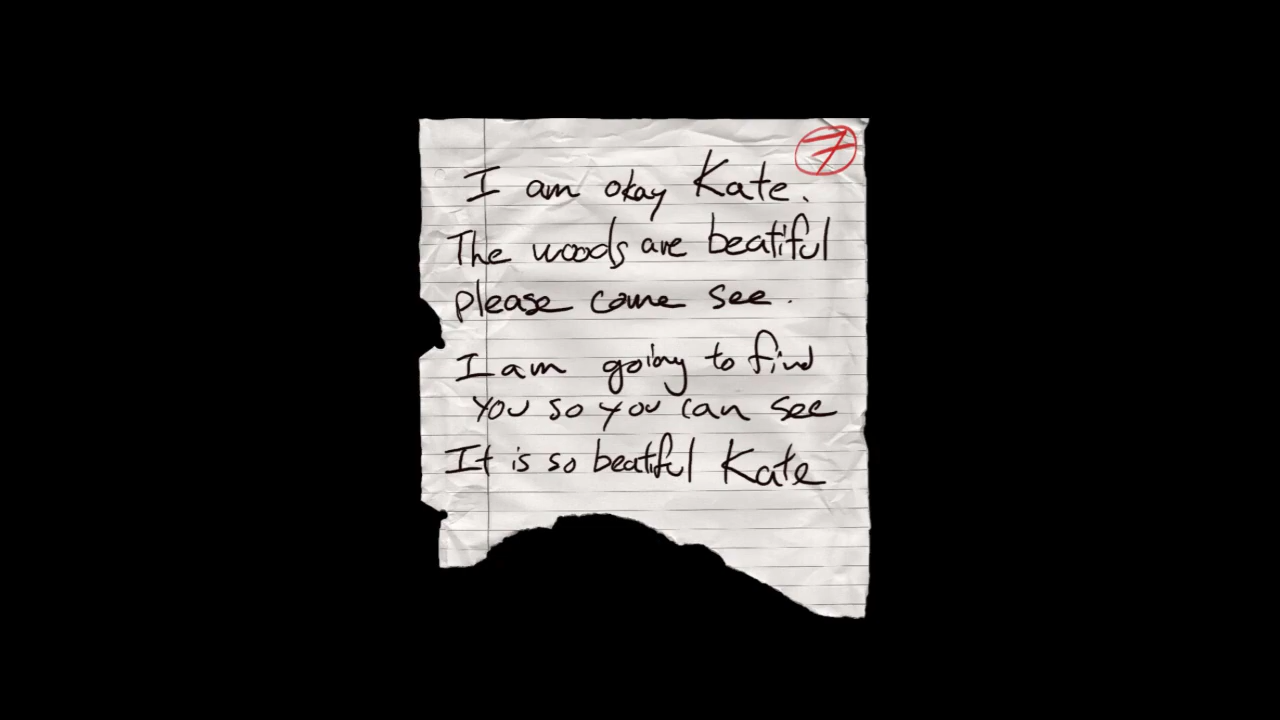 7
I am okay Kate.
The woods are beatiful
please come see.
I am going to find
you so you can see
It is so beatiful Kate